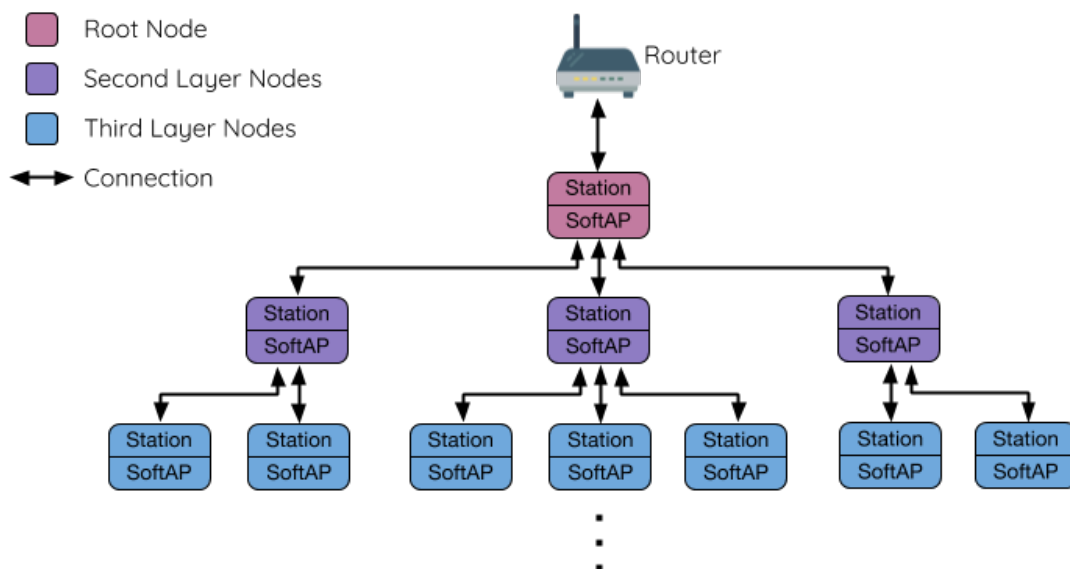 Root Node
Second Layer Nodes
Third Layer Nodes
Connection
Router
Station
SoftAP
Station
SoftAP
Station
SoftAP
Station
SoftAP
Station
SoftAP
Station
SoftAP
Station
SoftAP
Station
SoftAP
Station
SoftAP
Station
SoftAP
Station
SoftAP